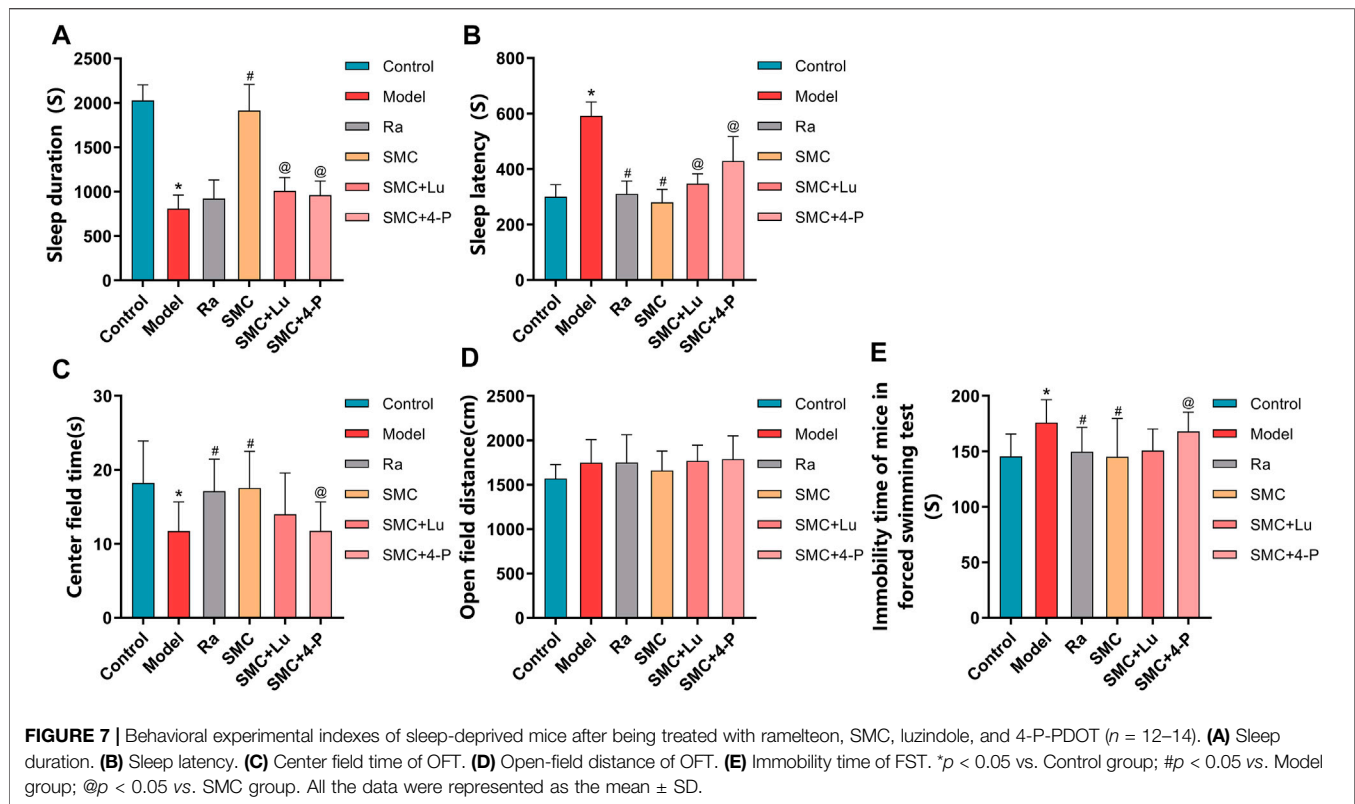 A
Sleep duration (S)
2500
2000
1500
1000
500
0
*
#
@
@
Control
Model
Ra
SMC
SMC+Lu
SMC+4-P
Control
Model
Ra
SMC
SMC+Lu
SMC+4-P
B
Sleep latency (S)
800
600
400
200
0
*
#
#
@
@
Control
Model
Ra
SMC
SMC+Lu
SMC+4-P
Control
Model
Ra
SMC
SMC+Lu
SMC+4-P
C
Center field time(s)
30
20
10
0
*
#
#
@
Control
Model
Ra
SMC
SMC+Lu
SMC+4-P
Control
Model
Ra
SMC
SMC+Lu
SMC+4-P
D
Open field distance(cm)
2500
2000
1500
1000
500
0
Control
Model
Ra
SMC
SMC+Lu
SMC+4-P
Control
Model
Ra
SMC
SMC+Lu
SMC+4-P
E
Immobility time of mice in
forced swimming test
(S)
200
150
100
50
0
*
#
#
@
Control
Model
Ra
SMC
SMC+Lu
SMC+4-P
Control
Model
Ra
SMC
SMC+Lu
SMC+4-P
FIGURE 7 | Behavioral experimental indexes of sleep-deprived mice after being treated with ramelteon, SMC, luzindole, and 4-P-PDOT (n = 12–14). (A) Sleep
duration. (B) Sleep latency. (C) Center field time of OFT. (D) Open-field distance of OFT. (E) Immobility time of FST. *p < 0.05 vs. Control group; #p < 0.05 vs. Model
group; @p < 0.05 vs. SMC group. All the data were represented as the mean ± SD.